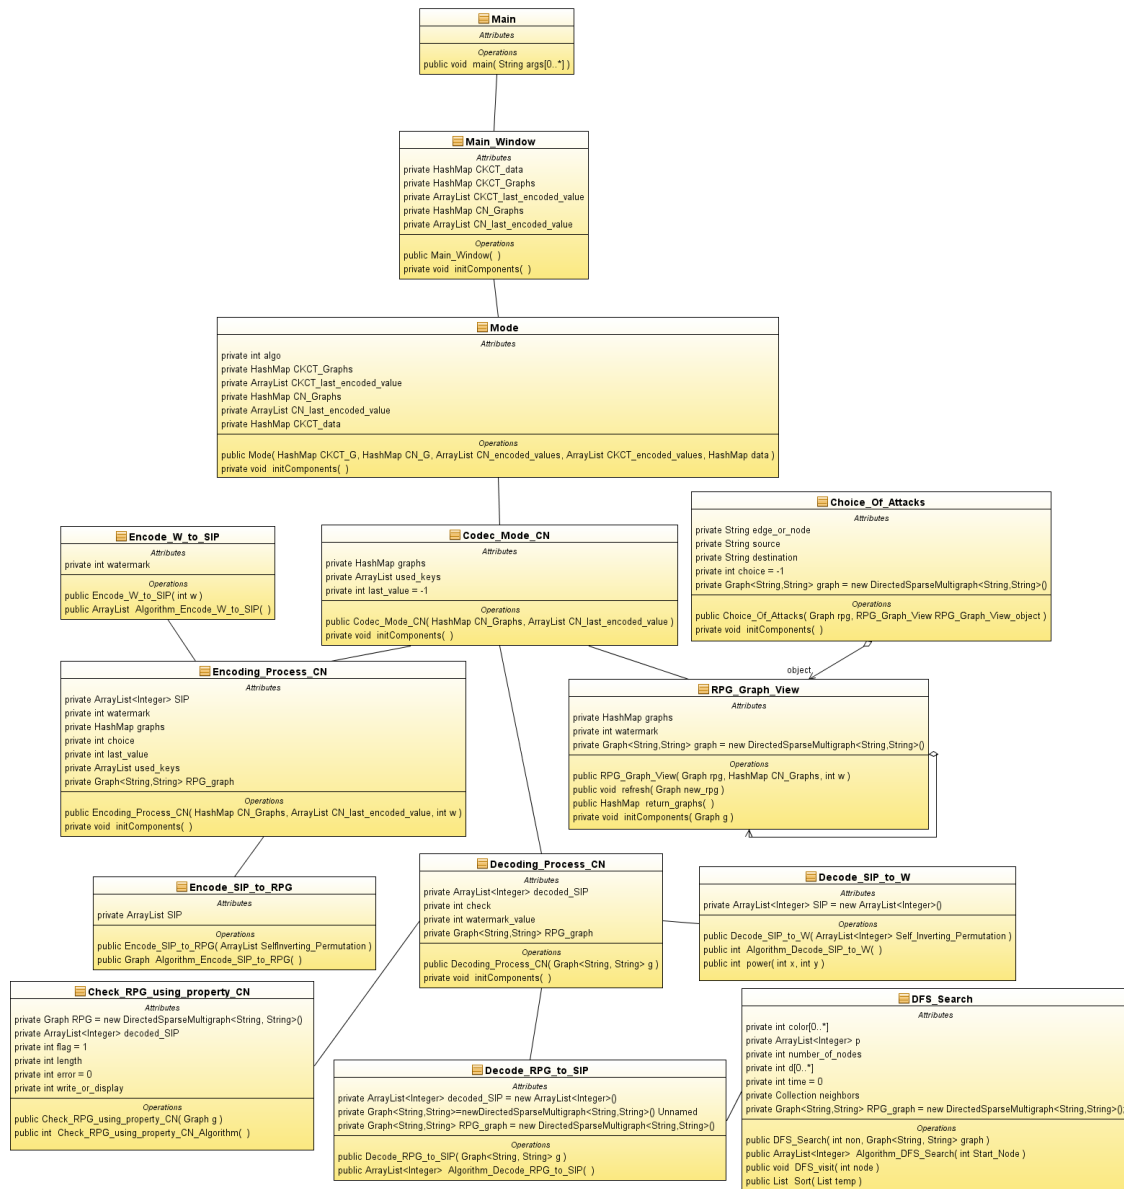 Main
Attributes
Operations
public void main( String args[0..*] )
Main_Window
Attributes
private HashMap CKCT_data
private HashMap CKCT_Graphs
private ArrayList CKCT_last_encoded_value
private HashMap CN_Graphs
private ArrayList CN_last_encoded_value
Operations
public Main_Window( )
private void initComponents( )
Mode
Attributes
private int algo
private HashMap CKCT_Graphs
private ArrayList CKCT_last_encoded_value
private HashMap CN_Graphs
private ArrayList CN_last_encoded_value
private HashMap CKCT_data
Operations
public Mode( HashMap CKCT_G, HashMap CN_G, ArrayList CN_encoded_values, ArrayList CKCT_encoded_values, HashMap data )
private void initComponents( )
Choice_Of_Attacks
Attributes
private String edge_or_node
private String source
private String destination
private int choice = -1
private Graph<String,String> graph = new DirectedSparseMultigraph<String,String>()
Operations
public Choice_Of_Attacks( Graph rpg, RPG_Graph_View RPG_Graph_View_object )
private void initComponents( )
Encode_W_to_SIP
Attributes
private int watermark
Operations
public Encode_W_to_SIP( int w )
public ArrayList Algorithm_Encode_W_to_SIP( )
Codec_Mode_CN
Attributes
private HashMap graphs
private ArrayList used_keys
private int last_value = -1
Operations
public Codec_Mode_CN( HashMap CN_Graphs, ArrayList CN_last_encoded_value )
private void initComponents( )
object,
Encoding_Process_CN
Attributes
private ArrayList<Integer> SIP
private int watermark
private HashMap graphs
private int choice
private int last_value
private ArrayList used_keys
private Graph<String,String> RPG_graph
Operations
public Encoding_Process_CN( HashMap CN_Graphs, ArrayList CN_last_encoded_value, int w )
private void initComponents( )
RPG_Graph_View
Attributes
private HashMap graphs
private int watermark
private Graph<String,String> graph = new DirectedSparseMultigraph<String,String>()
Operations
public RPG_Graph_View( Graph rpg, HashMap CN_Graphs, int w )
public void refresh( Graph new_rpg )
public HashMap return_graphs( )
private void initComponents( Graph g )
Encode_SIP_to_RPG
Attributes
private ArrayList SIP
Operations
public Encode_SIP_to_RPG( ArrayList SelfInverting_Permutation )
public Graph Algorithm_Encode_SIP_to_RPG( )
Decoding_Process_CN
Attributes
private ArrayList<Integer> decoded_SIP
private int check
private int watermark_value
private Graph<String,String> RPG_graph
Operations
public Decoding_Process_CN( Graph<String, String> g )
private void initComponents( )
Decode_SIP_to_W
Attributes
private ArrayList<Integer> SIP = new ArrayList<Integer>()
Operations
public Decode_SIP_to_W( ArrayList<Integer> Self_Inverting_Permutation )
public int Algorithm_Decode_SIP_to_W( )
public int power( int x, int y )
Check_RPG_using_property_CN
Attributes
private Graph RPG = new DirectedSparseMultigraph<String, String>()
private ArrayList<Integer> decoded_SIP
private int flag = 1
private int length
private int error = 0
private int write_or_display
Operations
public Check_RPG_using_property_CN( Graph g )
public int Check_RPG_using_property_CN_Algorithm( )
Decode_RPG_to_SIP
Attributes
private ArrayList<Integer> decoded_SIP = new ArrayList<Integer>()
private Graph<String,String>=newDirectedSparseMultigraph<String,String>() Unnamed
private Graph<String,String> RPG_graph = new DirectedSparseMultigraph<String,String>()
Operations
public Decode_RPG_to_SIP( Graph<String, String> g )
public ArrayList<Integer> Algorithm_Decode_RPG_to_SIP( )
DFS_Search
Attributes
private int color[0..*]
private ArrayList<Integer> p
private int number_of_nodes
private int d[0..*]
private int time = 0
private Collection neighbors
private Graph<String,String> RPG_graph = new DirectedSparseMultigraph<String,String>();
Operations
public DFS_Search( int non, Graph<String, String> graph )
public ArrayList<Integer> Algorithm_DFS_Search( int Start_Node )
public void DFS_visit( int node )
public List Sort( List temp )